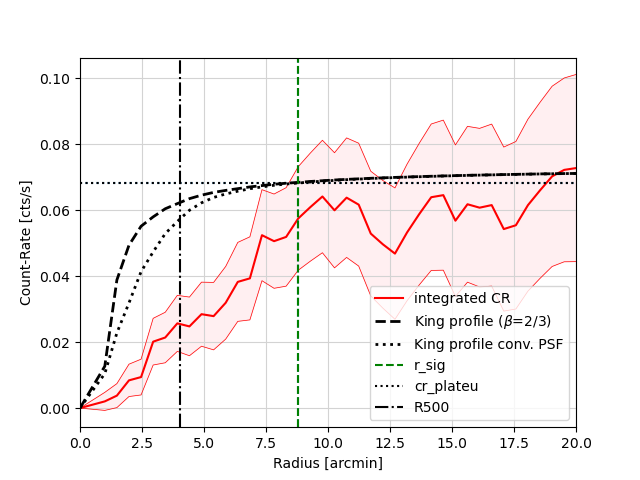 0.10
0.08
0.06
0.04
0.02
0.00
Count-Rate [cts/s]
integrated CR
King profile (β=2/3)
King profile conv. PSF
r_sig
cr_plateu
R500
0.0 2.5 5.0 7.5 10.0 12.5 15.0 17.5 20.0
Radius [arcmin]